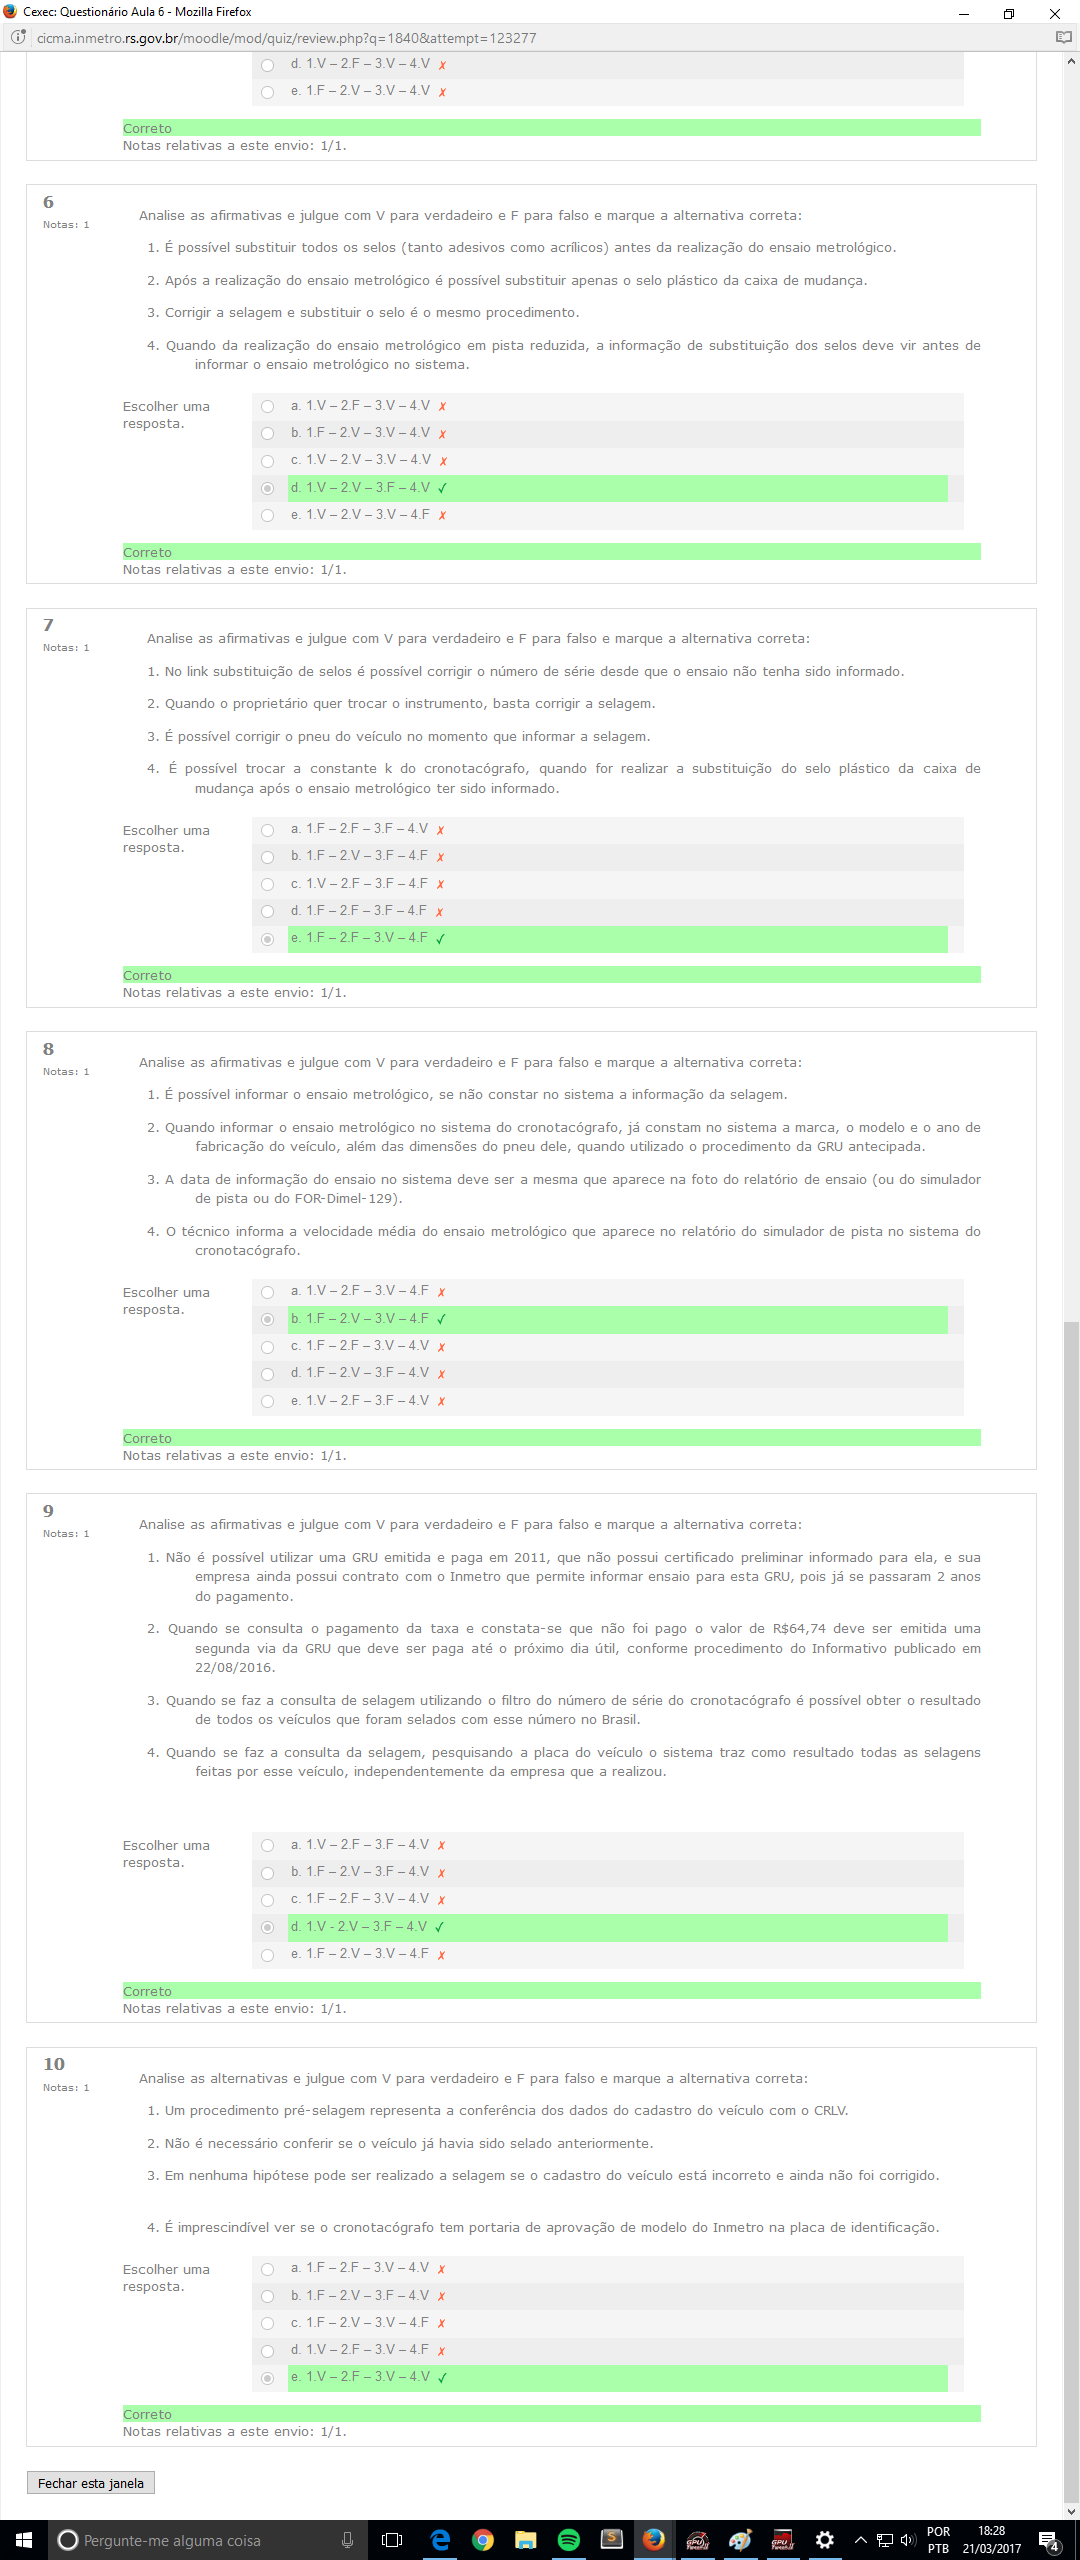 Cexec: Questionário Aula 6 - Mozilla Firefox
cicma.inmetro.rs.gov.br/moodle/mod/quiz/review.php?q=1840&attempt=123277
d. 1.V – 2.F – 3.V – 4.V ✗
e. 1.F – 2.V – 3.V – 4.V ✗
Correto
Notas relativas a este envio: 1/1.
6
Notas: 1
Analise as afirmativas e julgue com V para verdadeiro e F para falso e marque a alternativa correta:
1. É possível substituir todos os selos (tanto adesivos como acrílicos) antes da realização do ensaio metrológico.
2. Após a realização do ensaio metrológico é possível substituir apenas o selo plástico da caixa de mudança.
3. Corrigir a selagem e substituir o selo é o mesmo procedimento.
4. Quando da realização do ensaio metrológico em pista reduzida, a informação de substituição dos selos deve vir antes de
informar o ensaio metrológico no sistema.
Escolher uma
resposta.
a. 1.V – 2.F – 3.V – 4.V ✗
b. 1.F – 2.V – 3.V – 4.V ✗
c. 1.V – 2.V – 3.V – 4.V ✗
d. 1.V – 2.V – 3.F – 4.V ✓
e. 1.V – 2.V – 3.V – 4.F ✗
Correto
Notas relativas a este envio: 1/1.
7
Notas: 1
Analise as afirmativas e julgue com V para verdadeiro e F para falso e marque a alternativa correta:
1. No link substituição de selos é possível corrigir o número de série desde que o ensaio não tenha sido informado.
2. Quando o proprietário quer trocar o instrumento, basta corrigir a selagem.
3. É possível corrigir o pneu do veículo no momento que informar a selagem.
4. É possível trocar a constante k do cronotacógrafo, quando for realizar a substituição do selo plástico da caixa de
mudança após o ensaio metrológico ter sido informado.
Escolher uma
resposta.
a. 1.F – 2.F – 3.F – 4.V ✗
b. 1.F – 2.V – 3.F – 4.F ✗
c. 1.V – 2.F – 3.F – 4.F ✗
d. 1.F – 2.F – 3.F – 4.F ✗
e. 1.F – 2.F – 3.V – 4.F ✓
Correto
Notas relativas a este envio: 1/1.
8
Notas: 1
Analise as afirmativas e julgue com V para verdadeiro e F para falso e marque a alternativa correta:
1. É possível informar o ensaio metrológico, se não constar no sistema a informação da selagem.
2. Quando informar o ensaio metrológico no sistema do cronotacógrafo, já constam no sistema a marca, o modelo e o ano de
fabricação do veículo, além das dimensões do pneu dele, quando utilizado o procedimento da GRU antecipada.
3. A data de informação do ensaio no sistema deve ser a mesma que aparece na foto do relatório de ensaio (ou do simulador
de pista ou do FOR-Dimel-129).
4. O técnico informa a velocidade média do ensaio metrológico que aparece no relatório do simulador de pista no sistema do
cronotacógrafo.
Escolher uma
resposta.
a. 1.V – 2.F – 3.V – 4.F ✗
b. 1.F – 2.V – 3.V – 4.F ✓
c. 1.F – 2.F – 3.V – 4.V ✗
d. 1.F – 2.V – 3.F – 4.V ✗
e. 1.V – 2.F – 3.F – 4.V ✗
Correto
Notas relativas a este envio: 1/1.
9
Notas: 1
Analise as afirmativas e julgue com V para verdadeiro e F para falso e marque a alternativa correta:
1. Não é possível utilizar uma GRU emitida e paga em 2011, que não possui certificado preliminar informado para ela, e sua
empresa ainda possui contrato com o Inmetro que permite informar ensaio para esta GRU, pois já se passaram 2 anos
do pagamento.
2. Quando se consulta o pagamento da taxa e constata-se que não foi pago o valor de R$64,74 deve ser emitida uma
segunda via da GRU que deve ser paga até o próximo dia útil, conforme procedimento do Informativo publicado em
22/08/2016.
3. Quando se faz a consulta de selagem utilizando o filtro do número de série do cronotacógrafo é possível obter o resultado
de todos os veículos que foram selados com esse número no Brasil.
4. Quando se faz a consulta da selagem, pesquisando a placa do veículo o sistema traz como resultado todas as selagens
feitas por esse veículo, independentemente da empresa que a realizou.
Escolher uma
resposta.
a. 1.V – 2.F – 3.F – 4.V ✗
b. 1.F – 2.V – 3.F – 4.V ✗
c. 1.F – 2.F – 3.V – 4.V ✗
d. 1.V - 2.V – 3.F – 4.V ✓
e. 1.F – 2.V – 3.V – 4.F ✗
Correto
Notas relativas a este envio: 1/1.
10
Notas: 1
Analise as alternativas e julgue com V para verdadeiro e F para falso e marque a alternativa correta:
1. Um procedimento pré-selagem representa a conferência dos dados do cadastro do veículo com o CRLV.
2. Não é necessário conferir se o veículo já havia sido selado anteriormente.
3. Em nenhuma hipótese pode ser realizado a selagem se o cadastro do veículo está incorreto e ainda não foi corrigido.
4. É imprescindível ver se o cronotacógrafo tem portaria de aprovação de modelo do Inmetro na placa de identificação.
Escolher uma
resposta.
a. 1.F – 2.F – 3.V – 4.V ✗
b. 1.F – 2.V – 3.F – 4.V ✗
c. 1.F – 2.V – 3.V – 4.F ✗
d. 1.V – 2.F – 3.V – 4.F ✗
e. 1.V – 2.F – 3.V – 4.V ✓
Correto
Notas relativas a este envio: 1/1.
Fechar esta janela
Pergunte-me alguma coisa
POR
PTB
18:28
21/03/2017
4